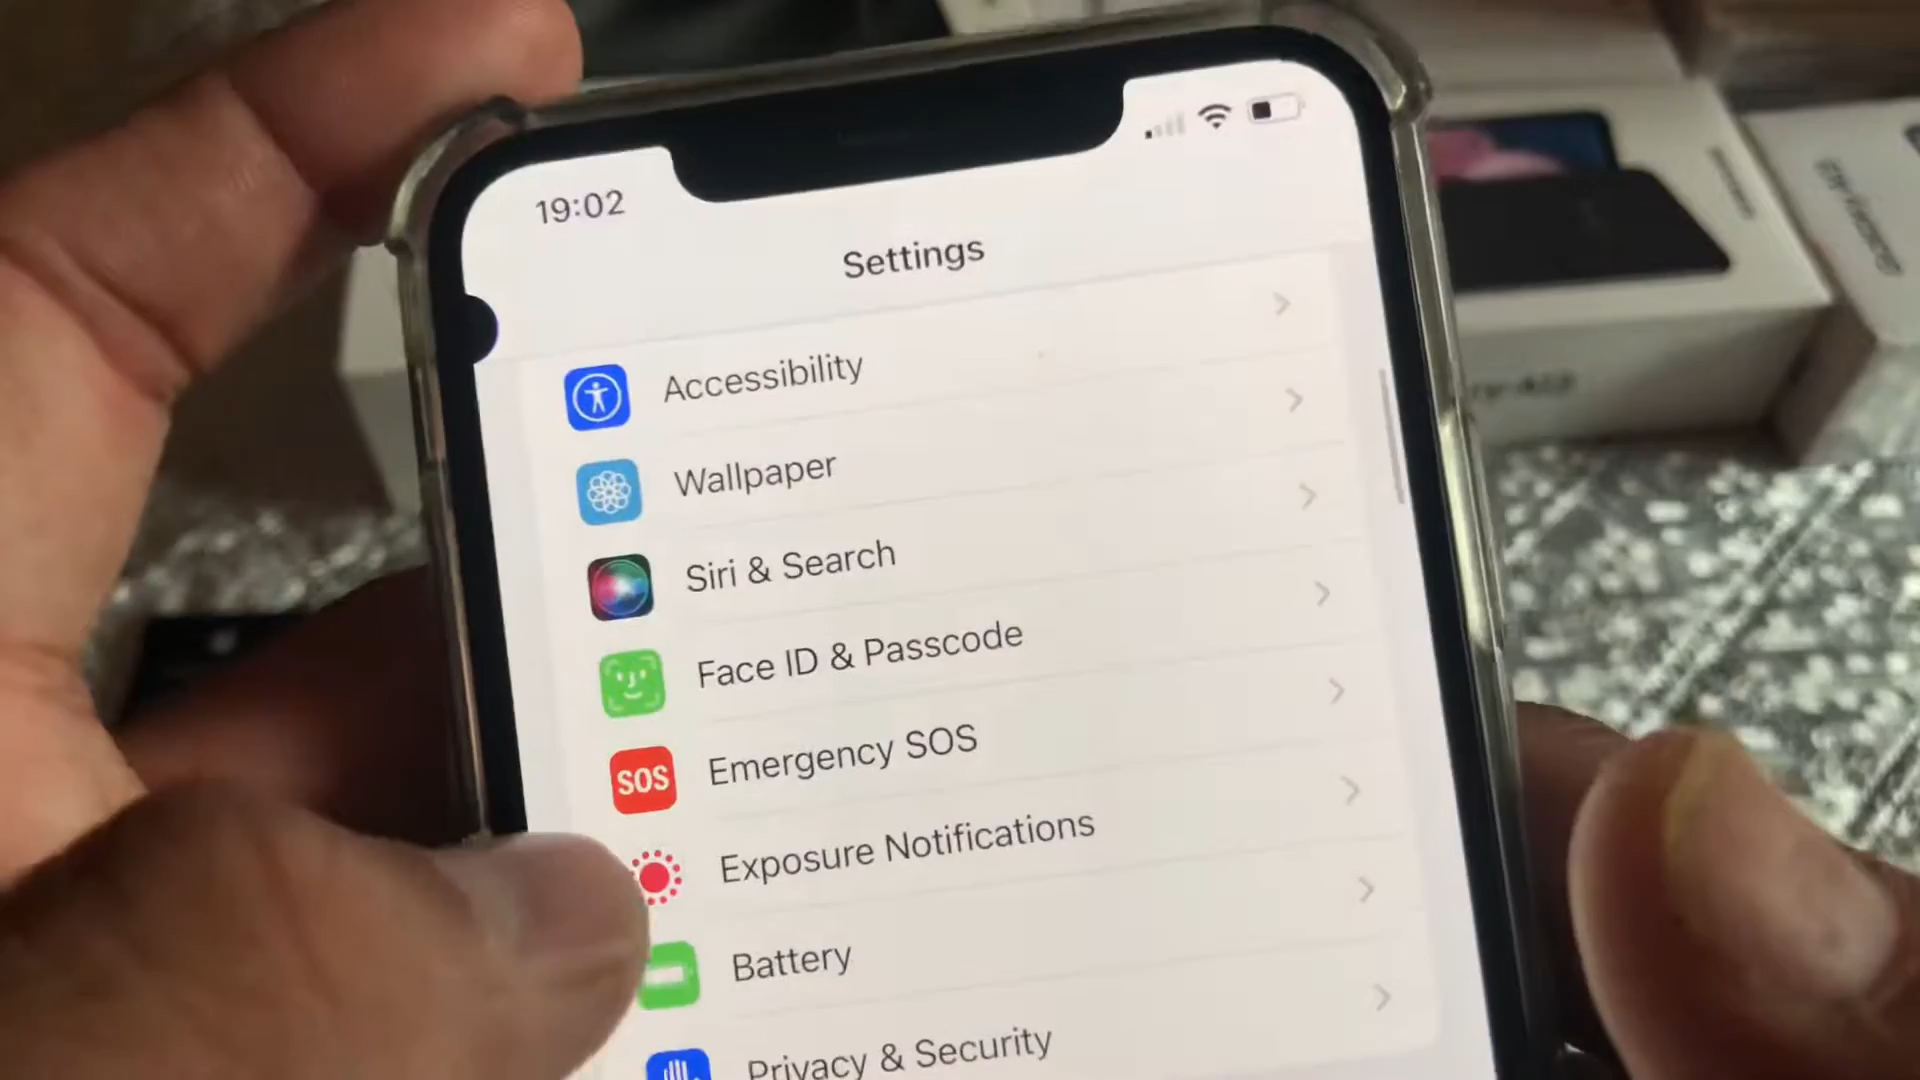 19:02
Settings
Accessibility
Wallpaper
Siri & Search
Face ID & Passcode
SOS
Emergency SOS
Exposure Notifications
Battery
Privacy & Security